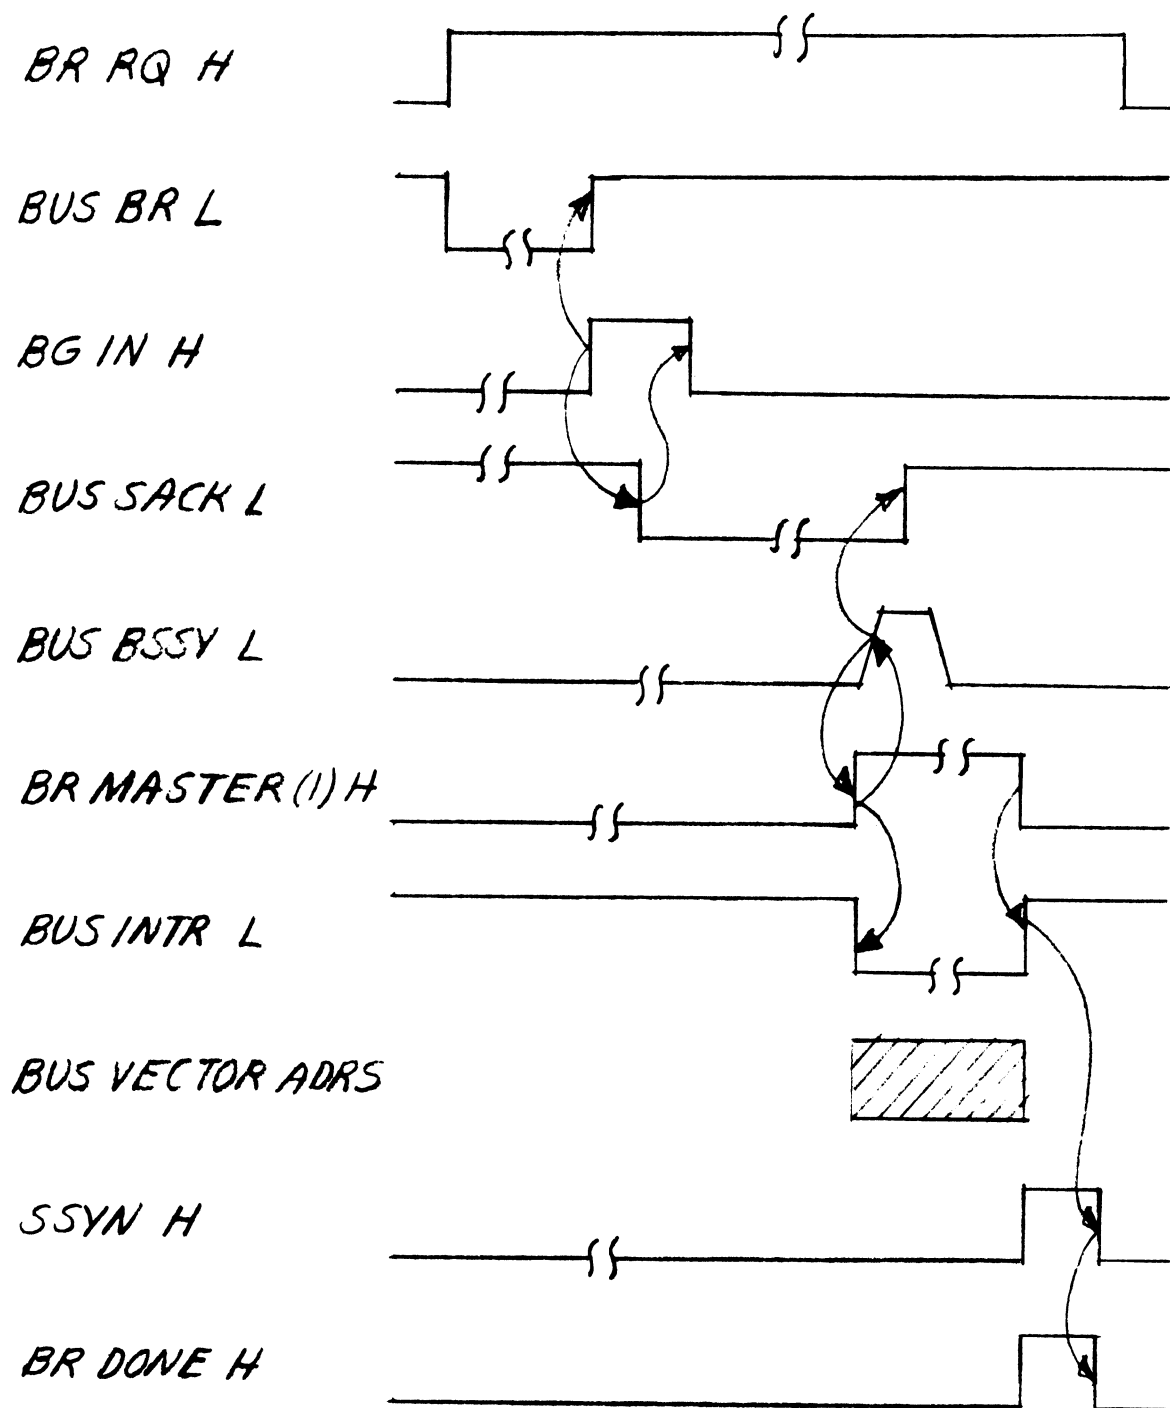 BR RQ H
BUS BR L
BG IN H
BUS SACK L
BUS BSSY L
BR MASTER (1) H
BUS INTR L
BUS VECTOR ADRS
SSYN H
BR DONE H